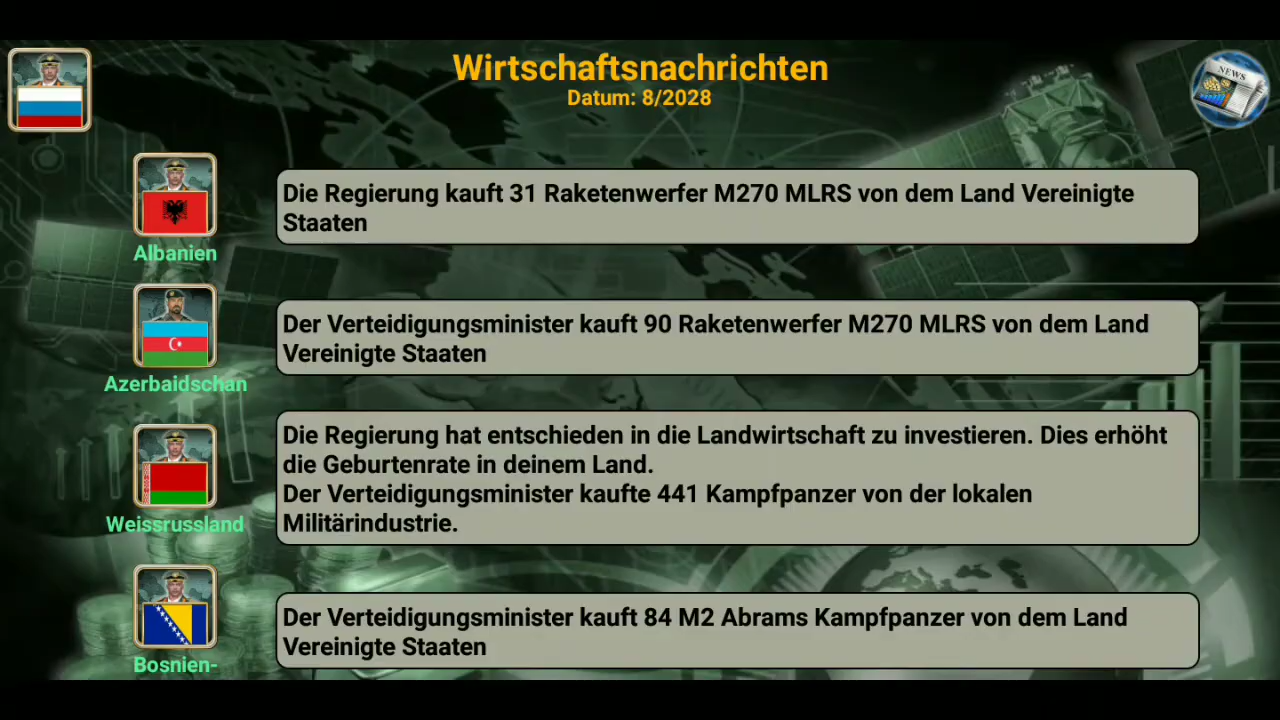 Wirtschaftsnachrichten
Datum: 8/2028
NEWS
Die Regierung kauft 31 Raketenwerfer M270 MLRS von dem Land Vereinigte
Staaten
Albanien
Der Verteidigungsminister kauft 90 Raketenwerfer M270 MLRS von dem Land
Vereinigte Staaten
Azerbaidschan
Die Regierung hat entschieden in die Landwirtschaft zu investieren. Dies erhöht
die Geburtenrate in deinem Land.
Der Verteidigungsminister kaufte 441 Kampfpanzer von der lokalen
Militärindustrie.
Weissrussland
Der Verteidigungsminister kauft 84 M2 Abrams Kampfpanzer von dem Land
Vereinigte Staaten
Bosnien-